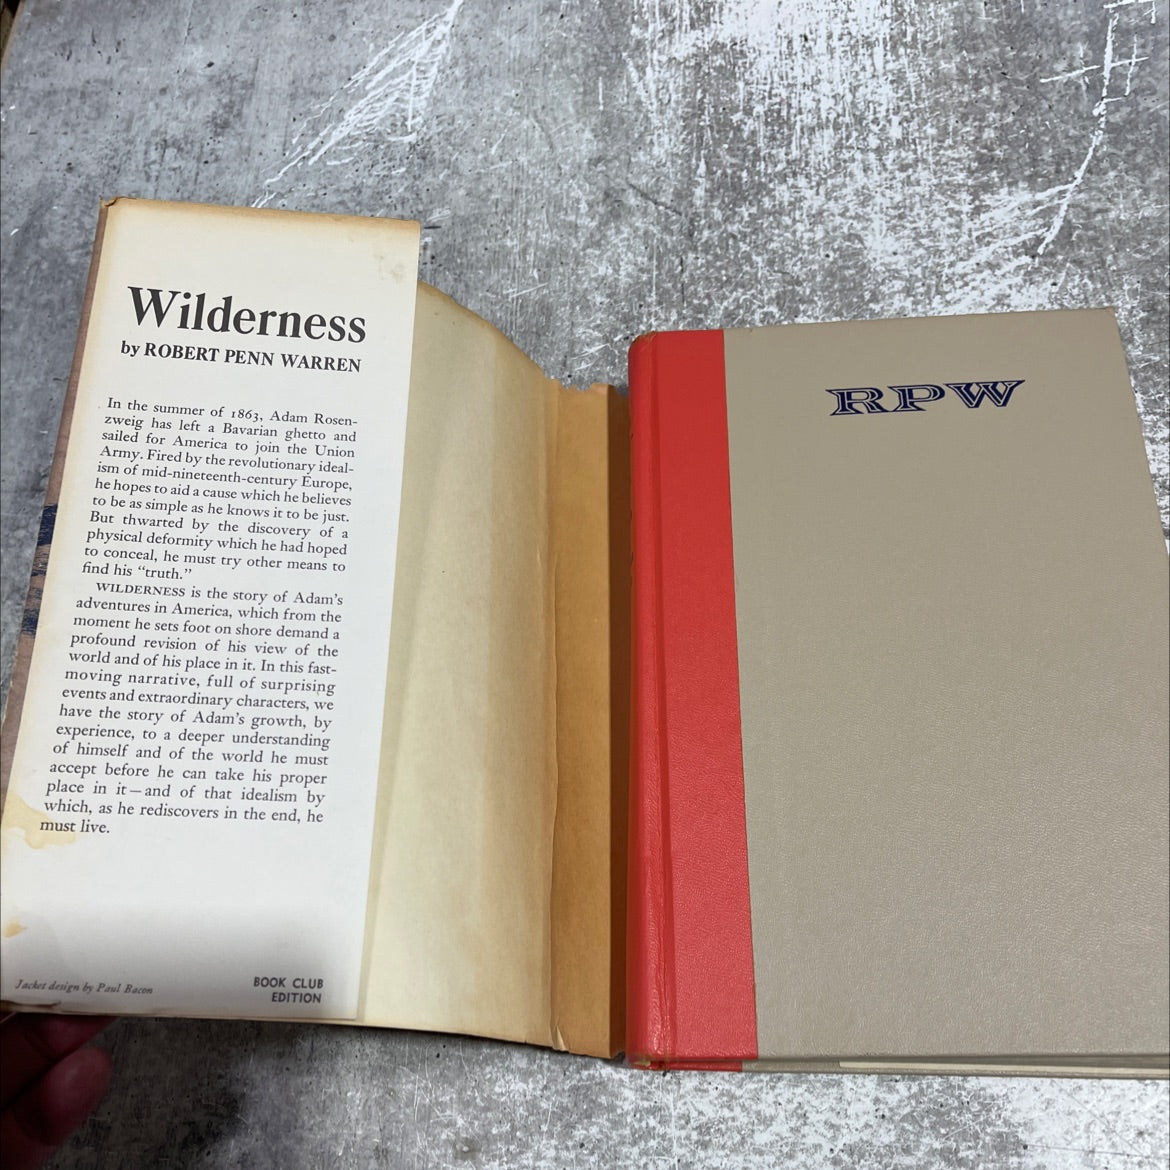 Wilderness
by ROBERT PENN WARREN
In the summer of 1863, Adam Rosen-
zweig has left a Bavarian ghetto and
sailed for America to join the Union
Army. Fired by the revolutionary ideal-
ism of mid-nineteenth-century Europe,
he hopes to aid a cause which he believes
to be as simple as he knows it to be just.
But thwarted by the discovery of a
physical deformity which he had hoped
to conceal, he must try other means to
find his "truth."
WILDERNESS is the story of Adam's
adventures in America, which from the
moment he sets foot on shore demand a
profound revision of his view of the
world and of his place in it. In this fast-
moving narrative, full of surprising
events and extraordinary characters, we
have the story of Adam's growth, by
experience, to a deeper understanding
of himself and of the world he must
accept before he can take his proper
place in it—and of that idealism by
which, as he rediscovers in the end, he
must live.
Jacket design by Paul Bacon
BOOK CLUB
EDITION
RPW